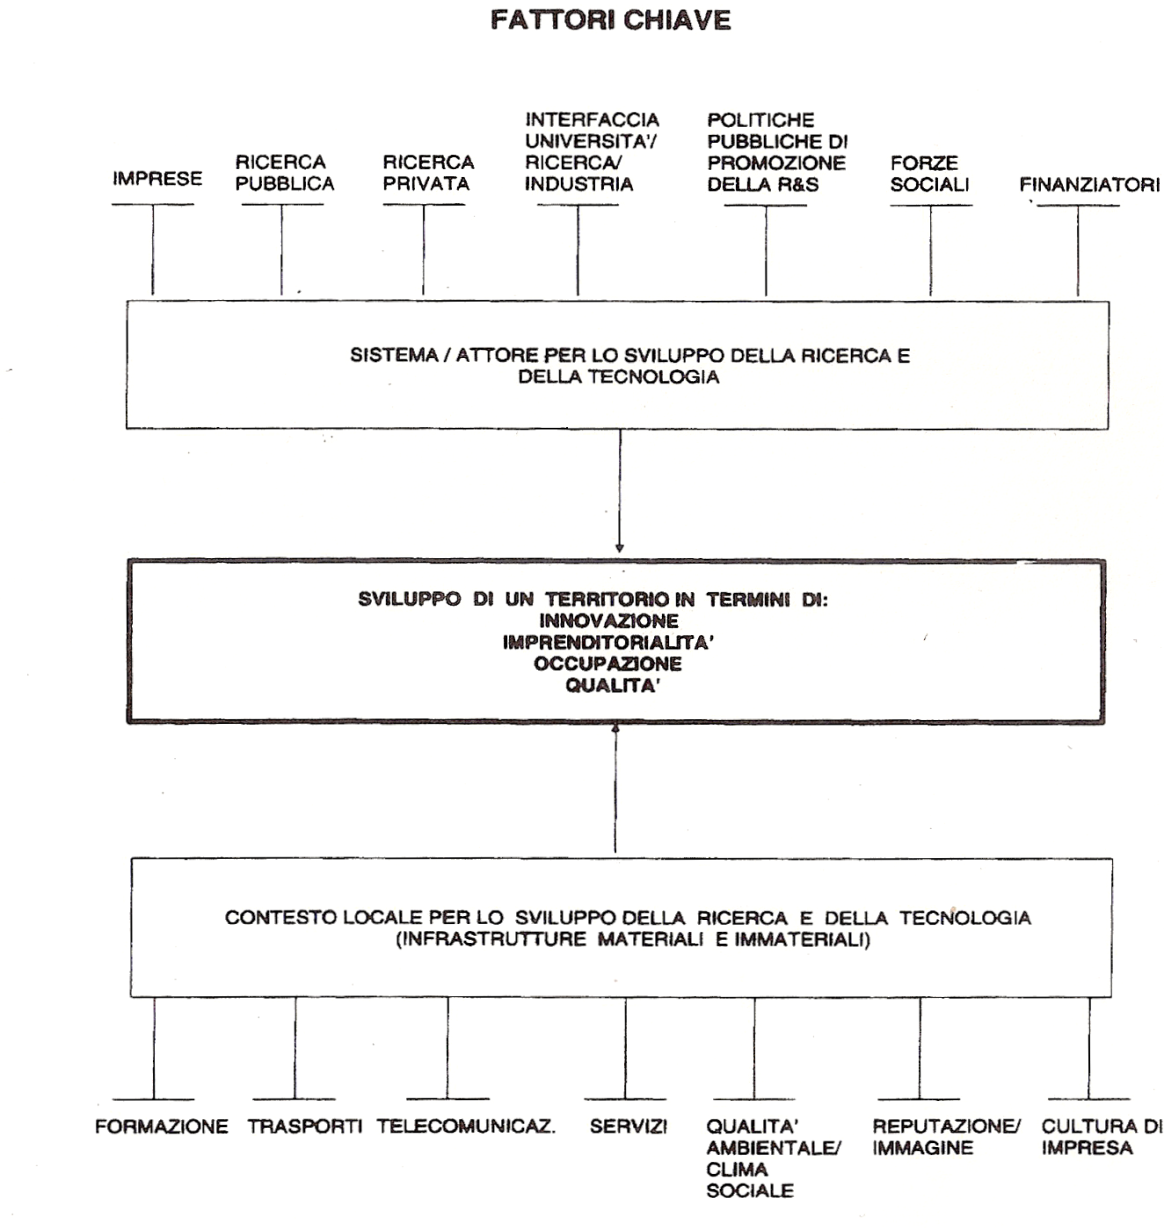 FATTORI CHIAVE
IMPRESE
RICERCA
PUBBLICA
RICERCA
PRIVATA
INTERFACCIA
UNIVERSITA'/
RICERCA/
INDUSTRIA
POLITICHE
PUBBLICHE DI
PROMOZIONE
DELLA R&S
FORZE
SOCIALI
FINANZIATORI
SISTEMA / ATTORE PER LO SVILUPPO DELLA RICERCA E
DELLA TECNOLOGIA
SVILUPPO DI UN TERRITORIO IN TERMINI DI:
INNOVAZIONE
IMPRENDITORIALITA'
OCCUPAZIONE
QUALITA'
CONTESTO LOCALE PER LO SVILUPPO DELLA RICERCA E DELLA TECNOLOGIA
(INFRASTRUTTURE MATERIALI E IMMATERIALI)
FORMAZIONE
TRASPORTI
TELECOMUNICAZ.
SERVIZI
QUALITA'
AMBIENTALE/
CLIMA
SOCIALE
REPUTAZIONE/
IMMAGINE
CULTURA DI
IMPRESA